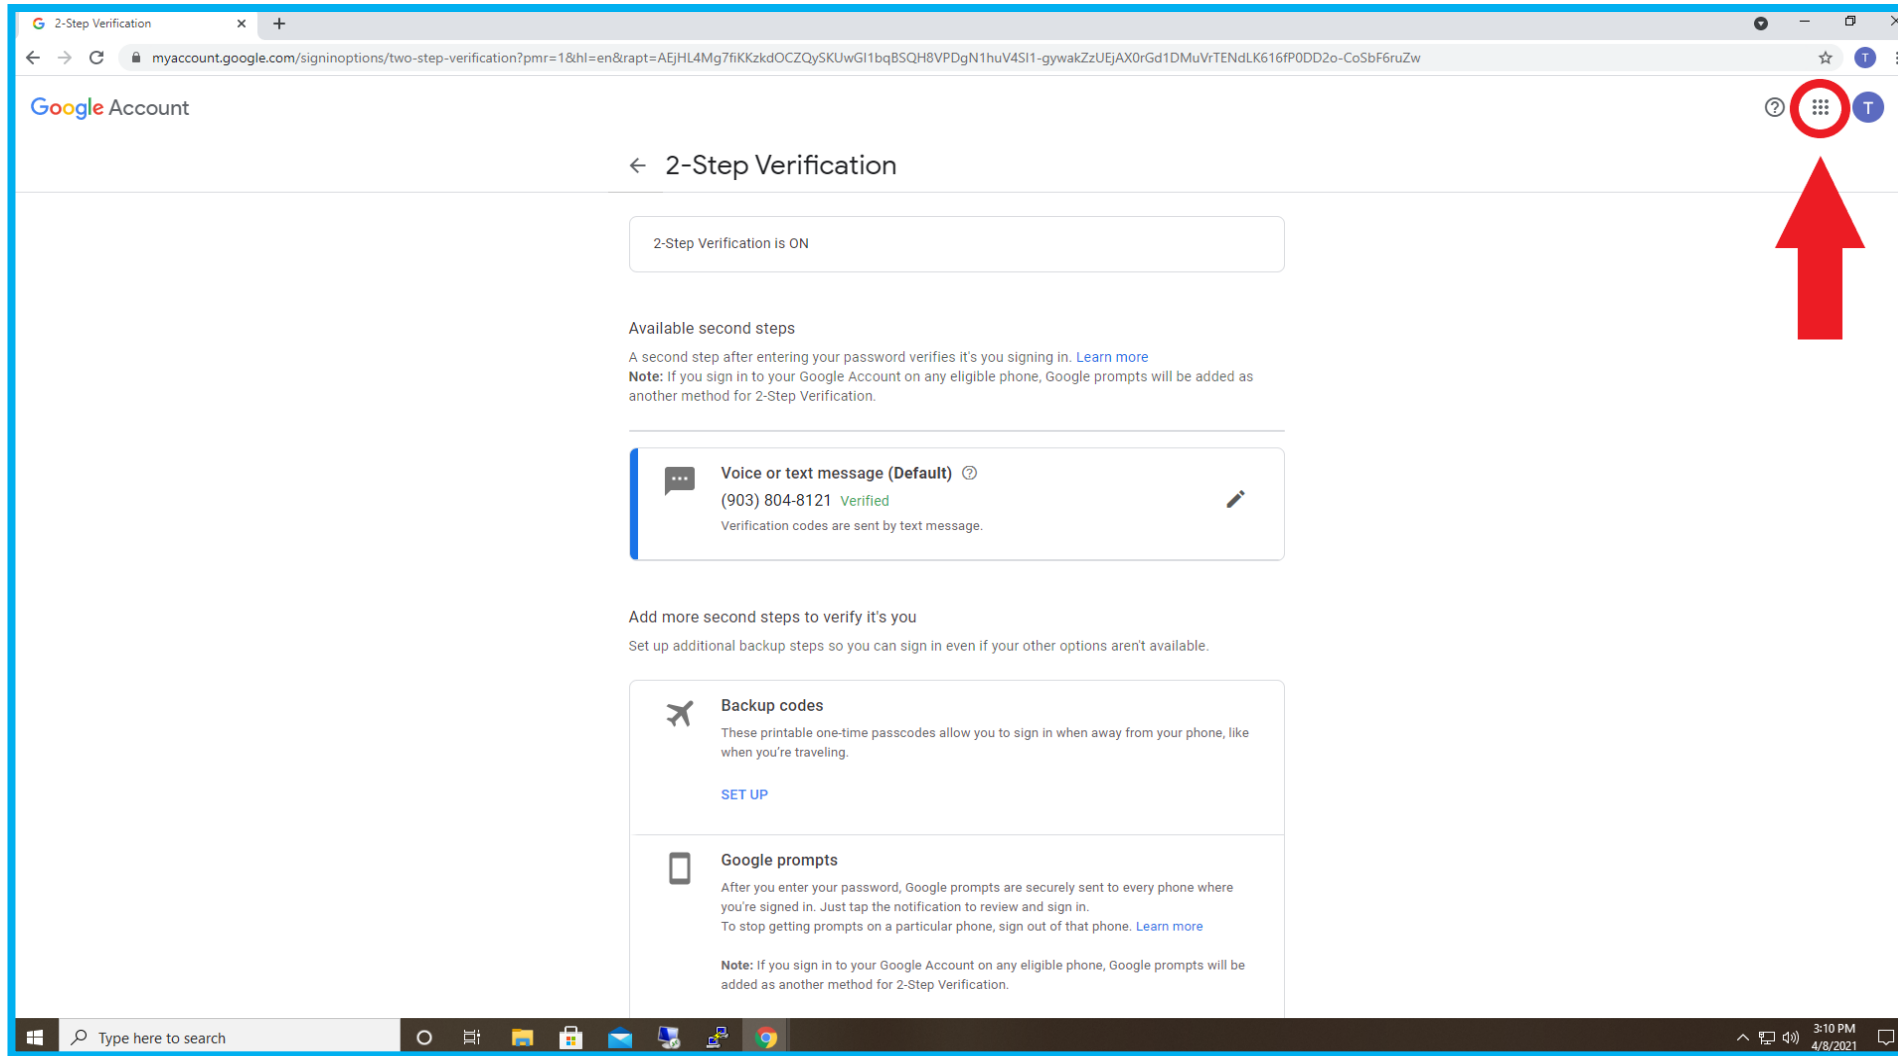 2-Step Verification
myaccount.google.com/signinoptions/two-step-verification?pmr=1&hl=en&rapt=AEjHL4Mg7fiKKzkdOCZQySKUwGI1bqBSQH8VPDgN1huV4SI1-gywakZzUEjAX0rGd1DMuVrTENdLK616fP0DD2o-CoSbF6ruZw
T
Google Account
T
2-Step Verification
2-Step Verification is ON
Available second steps
A second step after entering your password verifies it's you signing in. Learn more
Note: If you sign in to your Google Account on any eligible phone, Google prompts will be added as
another method for 2-Step Verification.
Voice or text message (Default)
(903) 804-8121 Verified
Verification codes are sent by text message.
Add more second steps to verify it's you
Set up additional backup steps so you can sign in even if your other options aren't available.
Backup codes
These printable one-time passcodes allow you to sign in when away from your phone, like
when you're traveling.
SET UP
Google prompts
After you enter your password, Google prompts are securely sent to every phone where
you're signed in. Just tap the notification to review and sign in.
To stop getting prompts on a particular phone, sign out of that phone. Learn more
Note: If you sign in to your Google Account on any eligible phone, Google prompts will be
added as another method for 2-Step Verification.
Type here to search
3:10 PM
4/8/2021